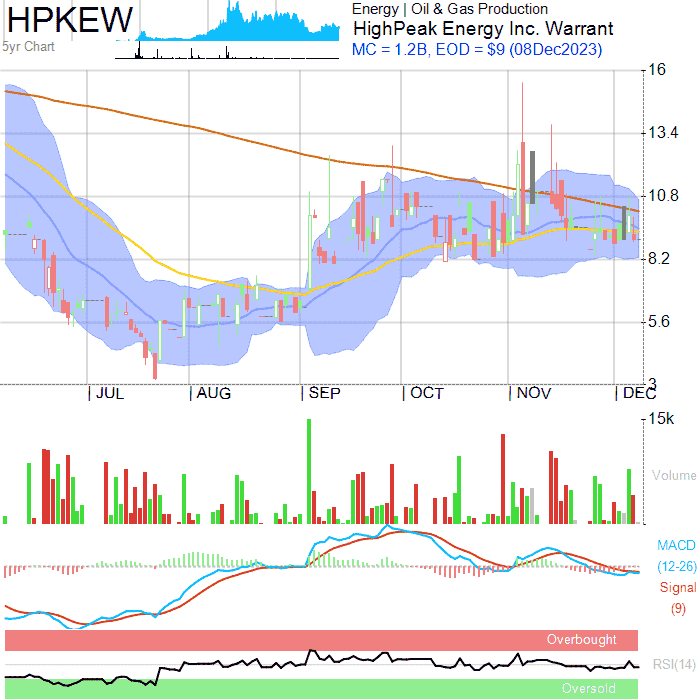 HPKEW
5yr Chart
Energy | Oil & Gas Production
HighPeak Energy Inc. Warrant
MC = 1.2B, EOD = $9 (08Dec2023)
16
13.4
10.8
8.2
5.6
3
JUL AUG SEP OCT NOV DEC
15k
Volume
MACD
(12-26)
Signal
(9)
Overbought
RSI(14)
Oversold